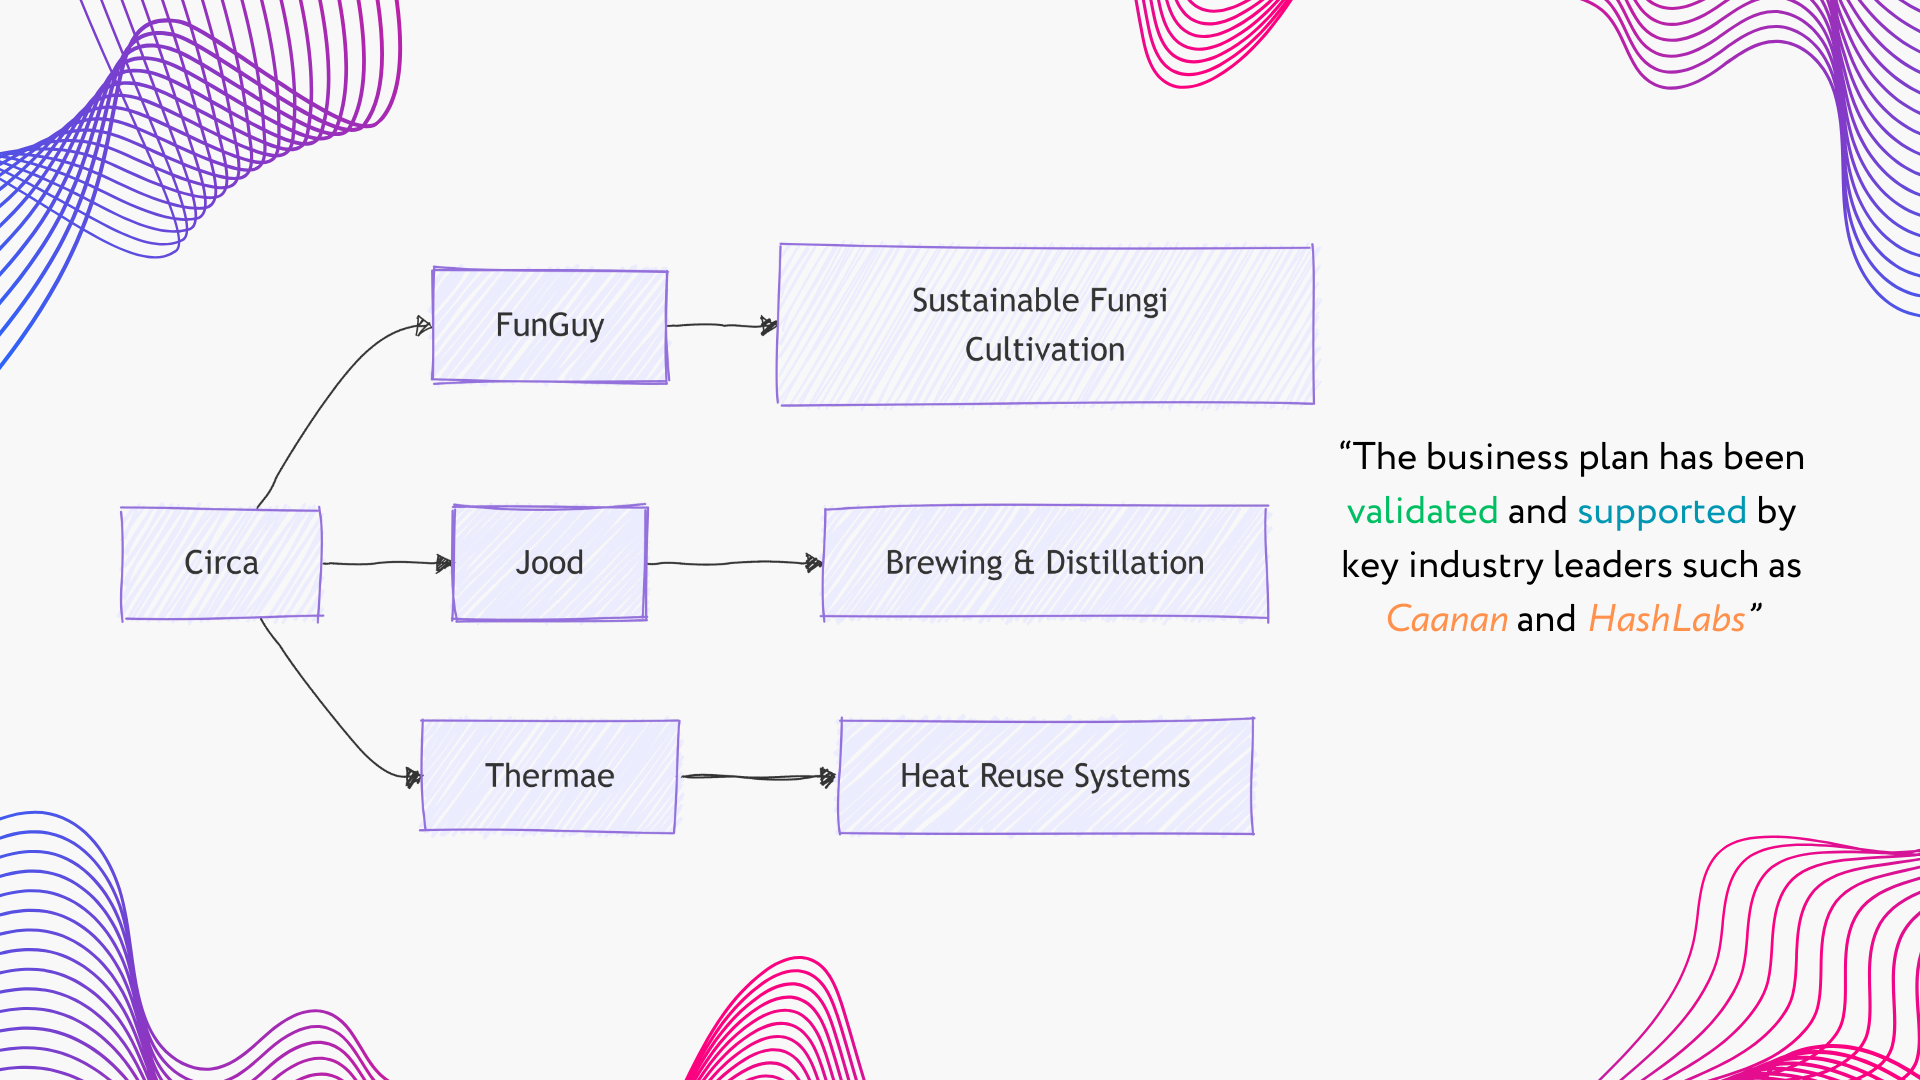 FunGuy
Sustainable Fungi
Cultivation
Circa
Jood
Brewing & Distillation
Thermae
Heat Reuse Systems
“The business plan has been
validated and supported by
key industry leaders such as
Caanan and HashLabs”